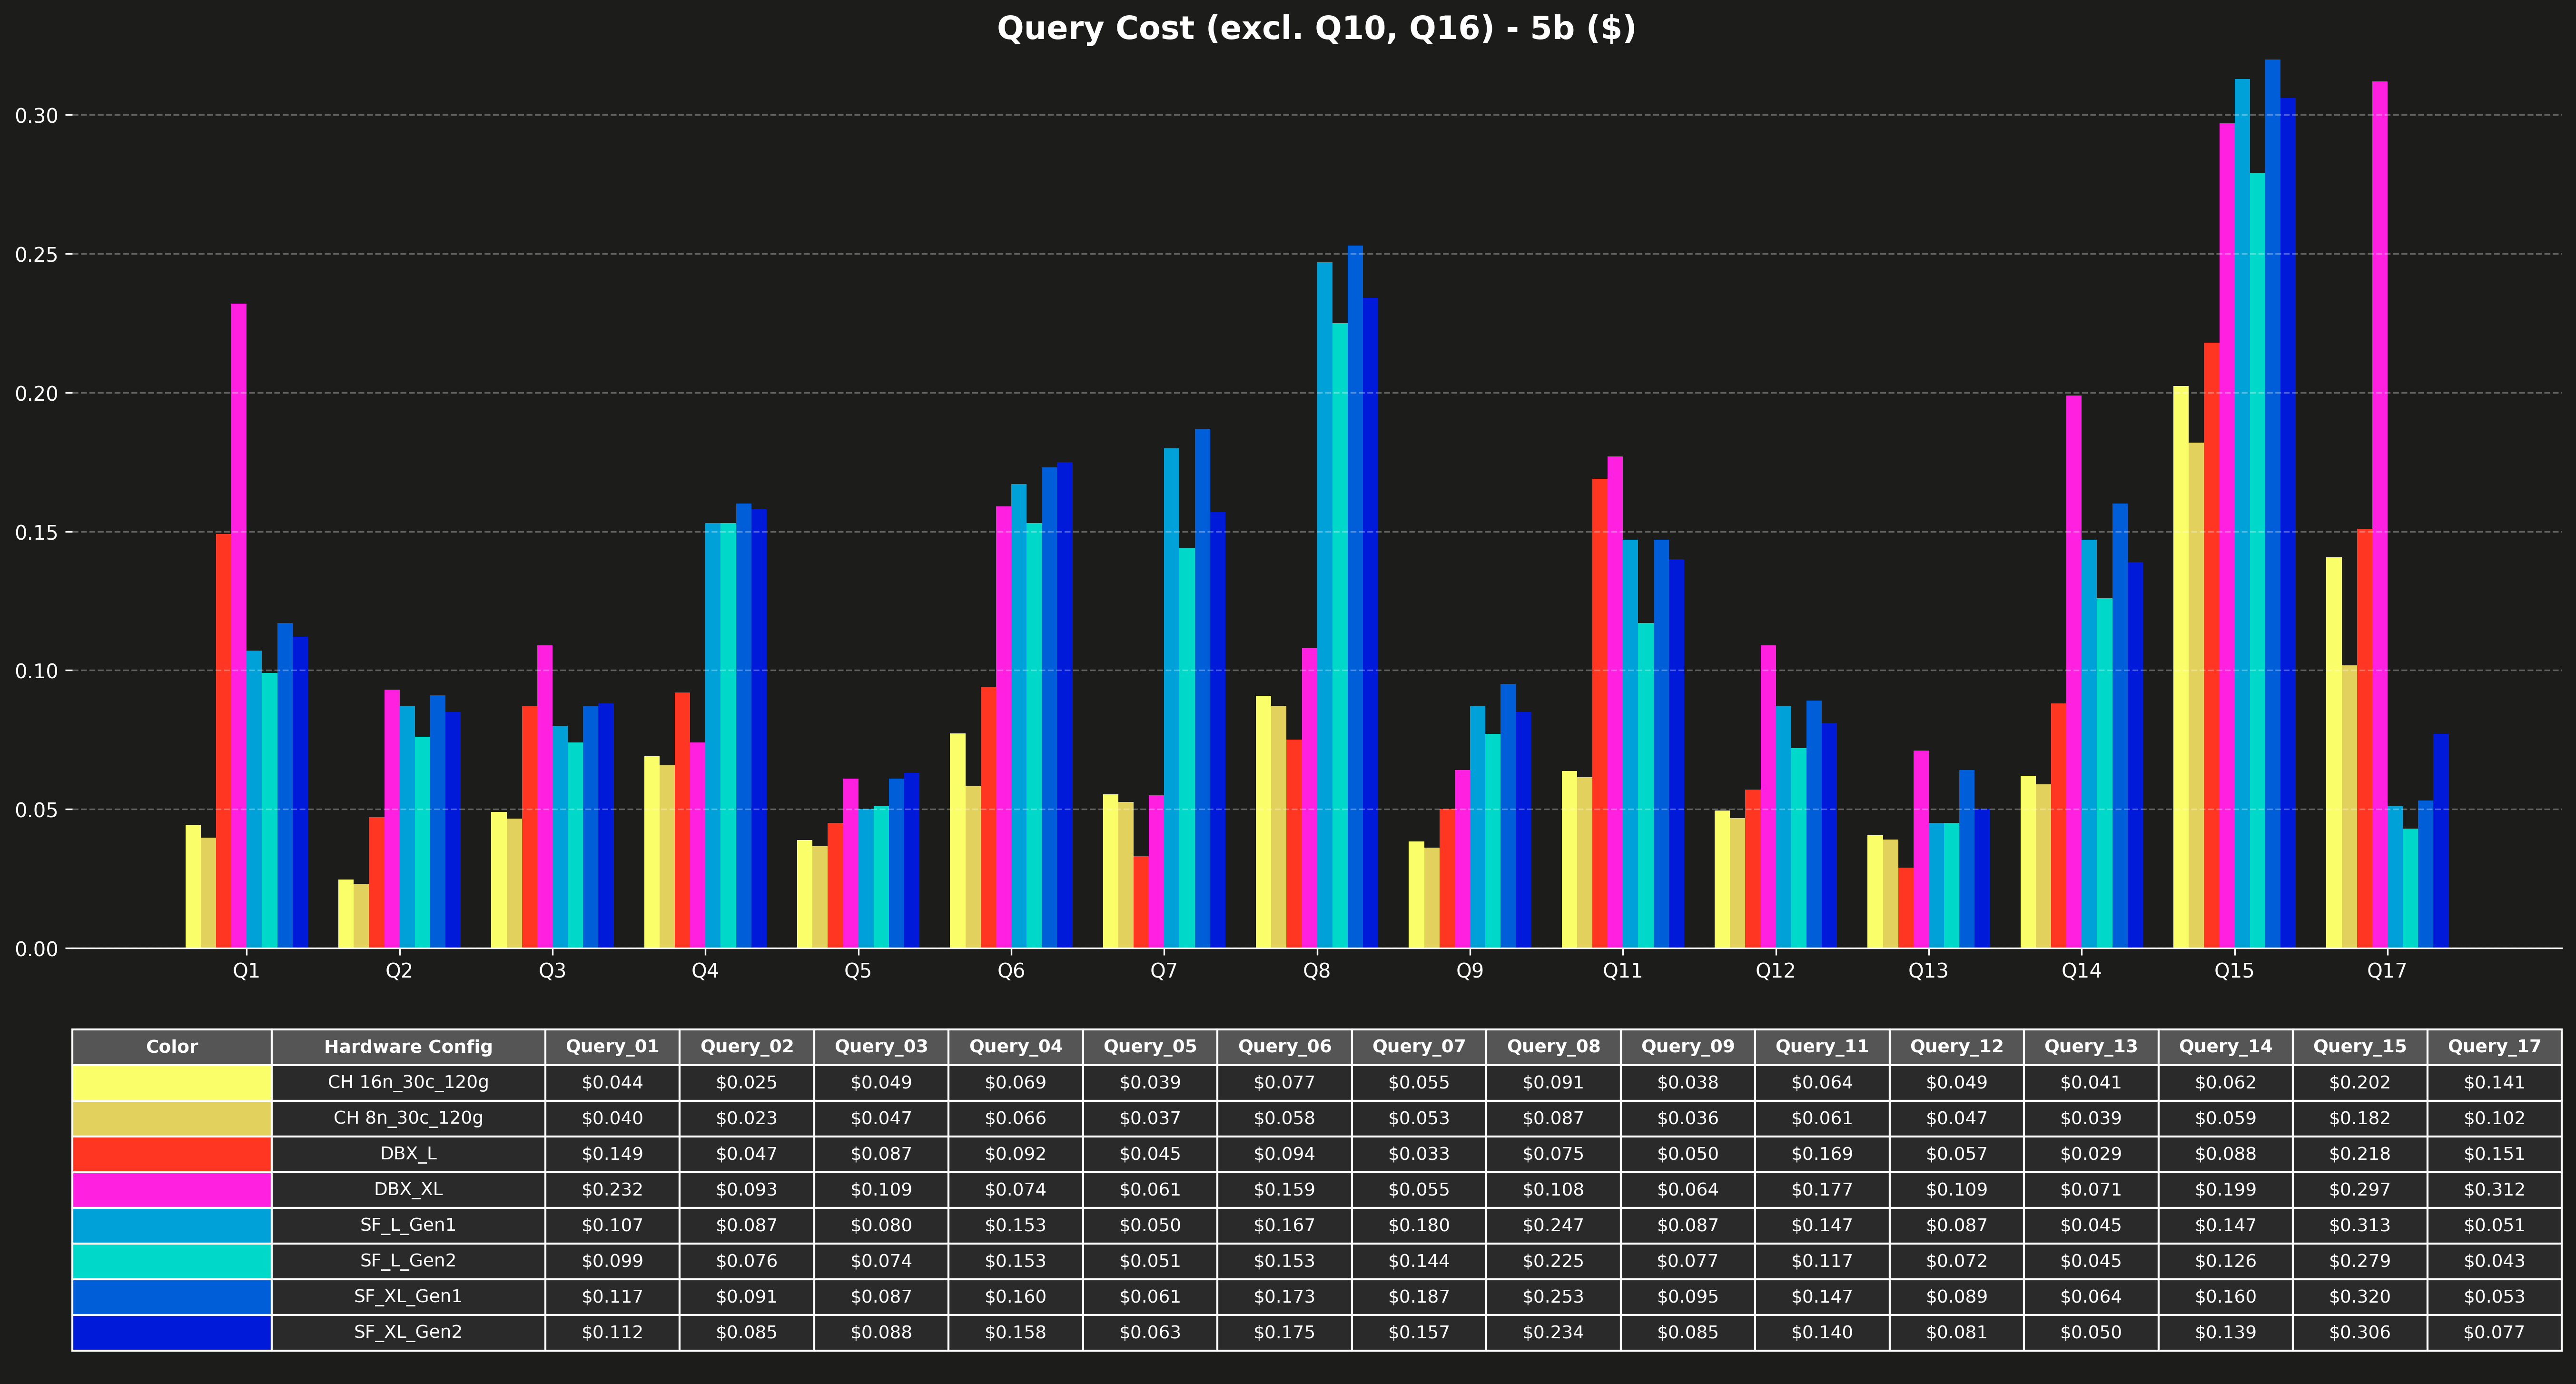 Query Cost (excl. Q10, Q16) - 5b ($)
0.30
0.25
0.20
0.15
0.10
0.05
0.00
Q1 Q2 Q3 Q4 Q5 Q6 Q7 Q8 Q9 Q11 Q12 Q13 Q14 Q15 Q17
Color Hardware Config Query_01 Query_02 Query_03 Query_04 Query_05 Query_06 Query_07 Query_08 Query_09 Query_11 Query_12 Query_13 Query_14 Query_15 Query_17
CH 16n_30c_120g $0.044 $0.025 $0.049 $0.069 $0.039 $0.077 $0.055 $0.091 $0.038 $0.064 $0.049 $0.041 $0.062 $0.202 $0.141
CH 8n_30c_120g $0.040 $0.023 $0.047 $0.066 $0.037 $0.058 $0.053 $0.087 $0.036 $0.061 $0.047 $0.039 $0.059 $0.182 $0.102
DBX_L $0.149 $0.047 $0.087 $0.092 $0.045 $0.094 $0.033 $0.075 $0.050 $0.169 $0.057 $0.029 $0.088 $0.218 $0.151
DBX_XL $0.232 $0.093 $0.109 $0.074 $0.061 $0.159 $0.055 $0.108 $0.064 $0.177 $0.109 $0.071 $0.199 $0.297 $0.312
SF_L_Gen1 $0.107 $0.087 $0.080 $0.153 $0.050 $0.167 $0.180 $0.247 $0.087 $0.147 $0.087 $0.045 $0.147 $0.313 $0.051
SF_L_Gen2 $0.099 $0.076 $0.074 $0.153 $0.051 $0.153 $0.144 $0.225 $0.077 $0.117 $0.072 $0.045 $0.126 $0.279 $0.043
SF_XL_Gen1 $0.117 $0.091 $0.087 $0.160 $0.061 $0.173 $0.187 $0.253 $0.095 $0.147 $0.089 $0.064 $0.160 $0.320 $0.053
SF_XL_Gen2 $0.112 $0.085 $0.088 $0.158 $0.063 $0.175 $0.157 $0.234 $0.085 $0.140 $0.081 $0.050 $0.139 $0.306 $0.077